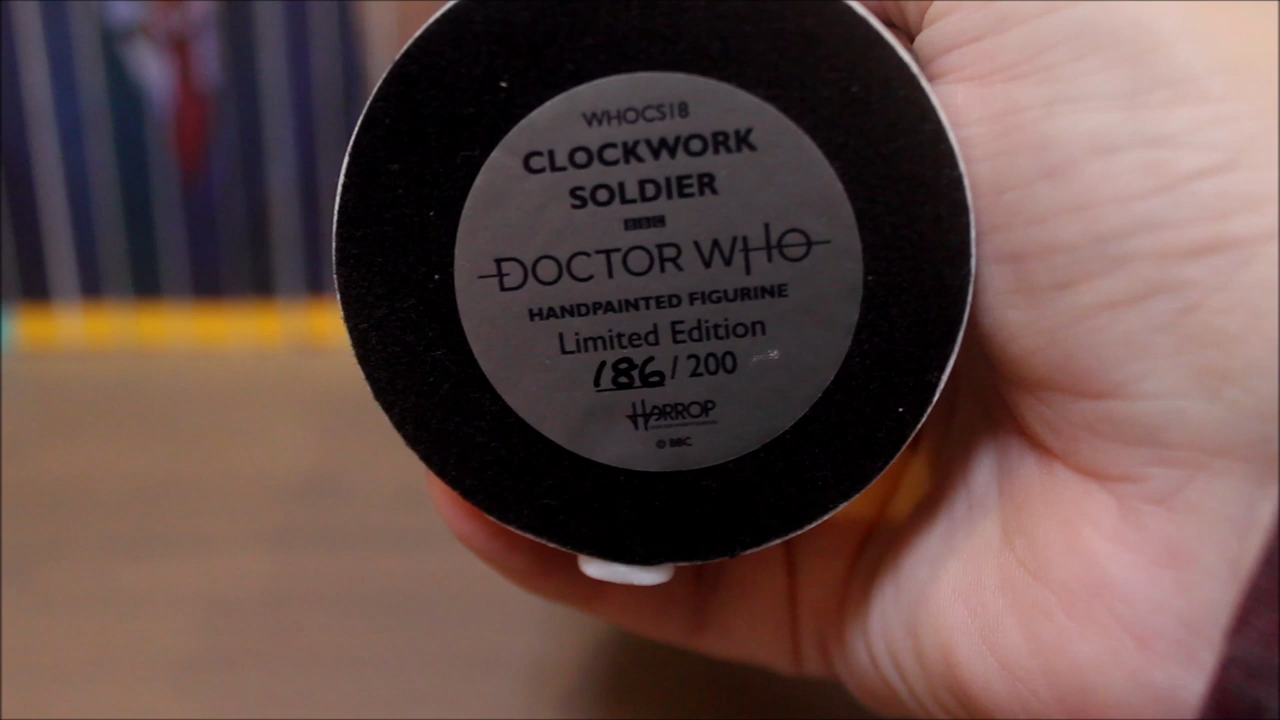 WHOCS18
CLOCKWORK
SOLDIER
BBC
DOCTOR WHO
HANDPAINTED FIGURINE
Limited Edition
186/200
HARROP
© BBC